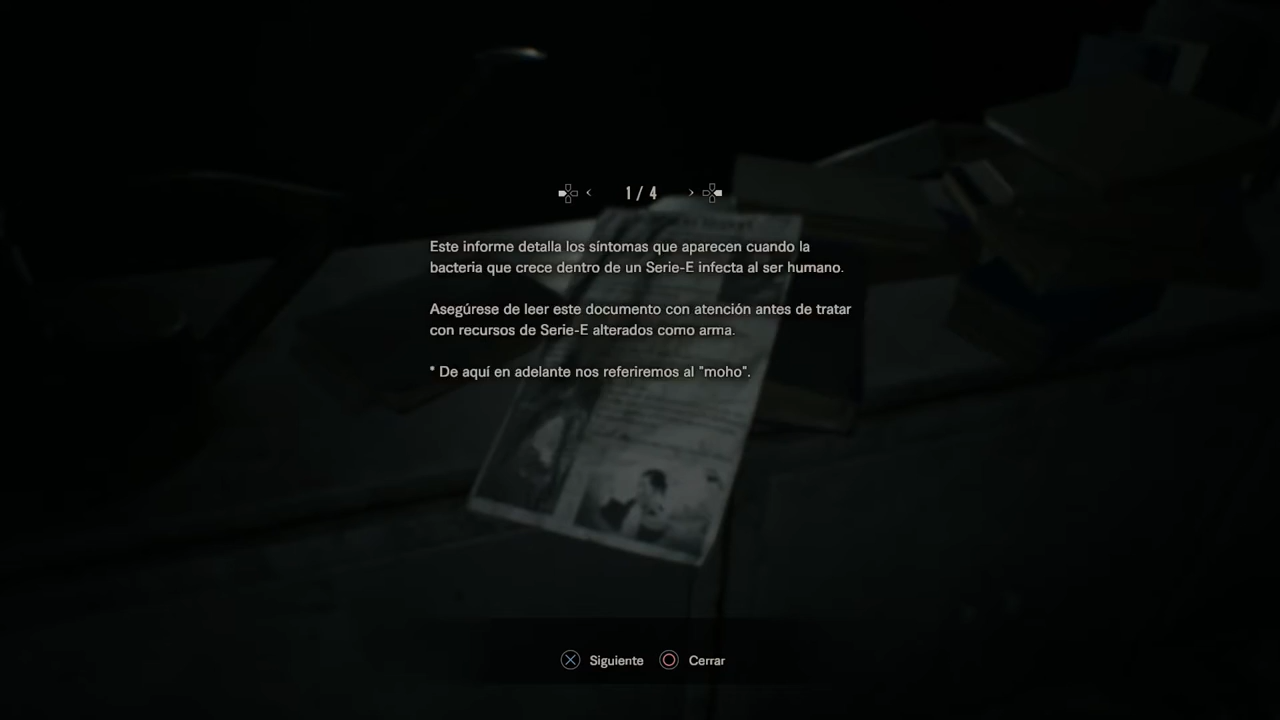 1 / 4
Este informe detalla los síntomas que aparecen cuando la
bacteria que crece dentro de un Serie-E infecta al ser humano.
Asegúrese de leer este documento con atención antes de tratar
con recursos de Serie-E alterados como arma.
* De aquí en adelante nos referiremos al "moho".
Siguiente Cerrar